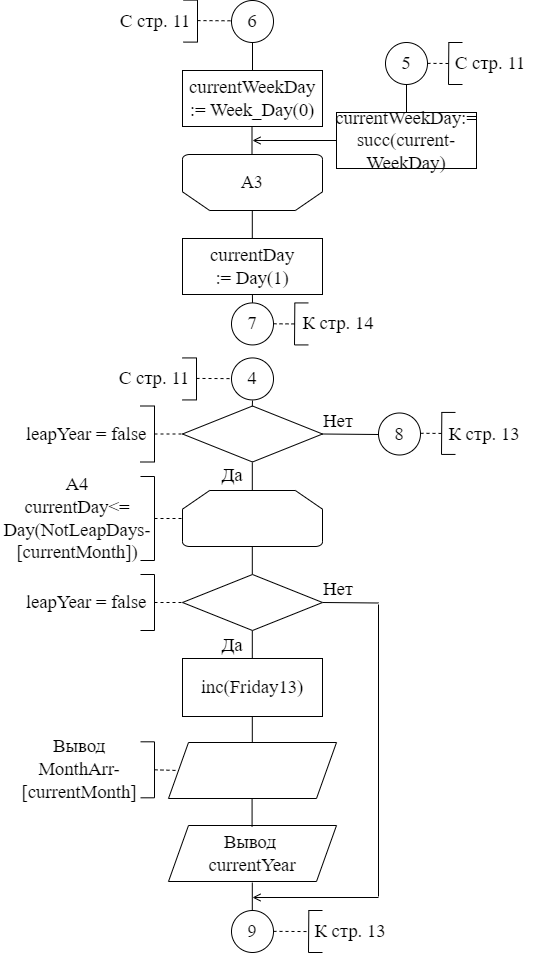 С стр. 11
6
5
С стр. 11
currentWeekDay
:= Week_Day(0)
currentWeekDay:=
succ(current-
WeekDay)
A3
currentDay
:= Day(1)
7
К стр. 14
С стр. 11
4
leapYear = false
Нет
8
К стр. 13
Да
A4
currentDay<=
Day(NotLeapDays-
[currentMonth])
leapYear = false
Нет
Да
inc(Friday13)
Вывод
MonthArr-
[currentMonth]
Вывод
currentYear
9
К стр. 13